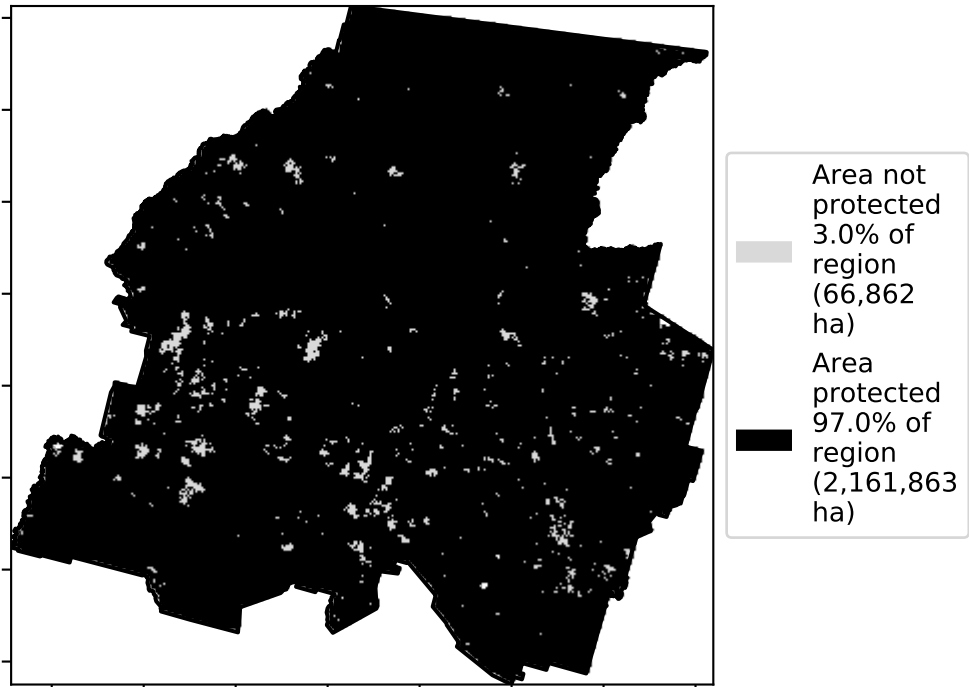 Area not
protected
3.0% of
region
(66,862
ha)
Area
protected
97.0% of
region
(2,161,863
ha)